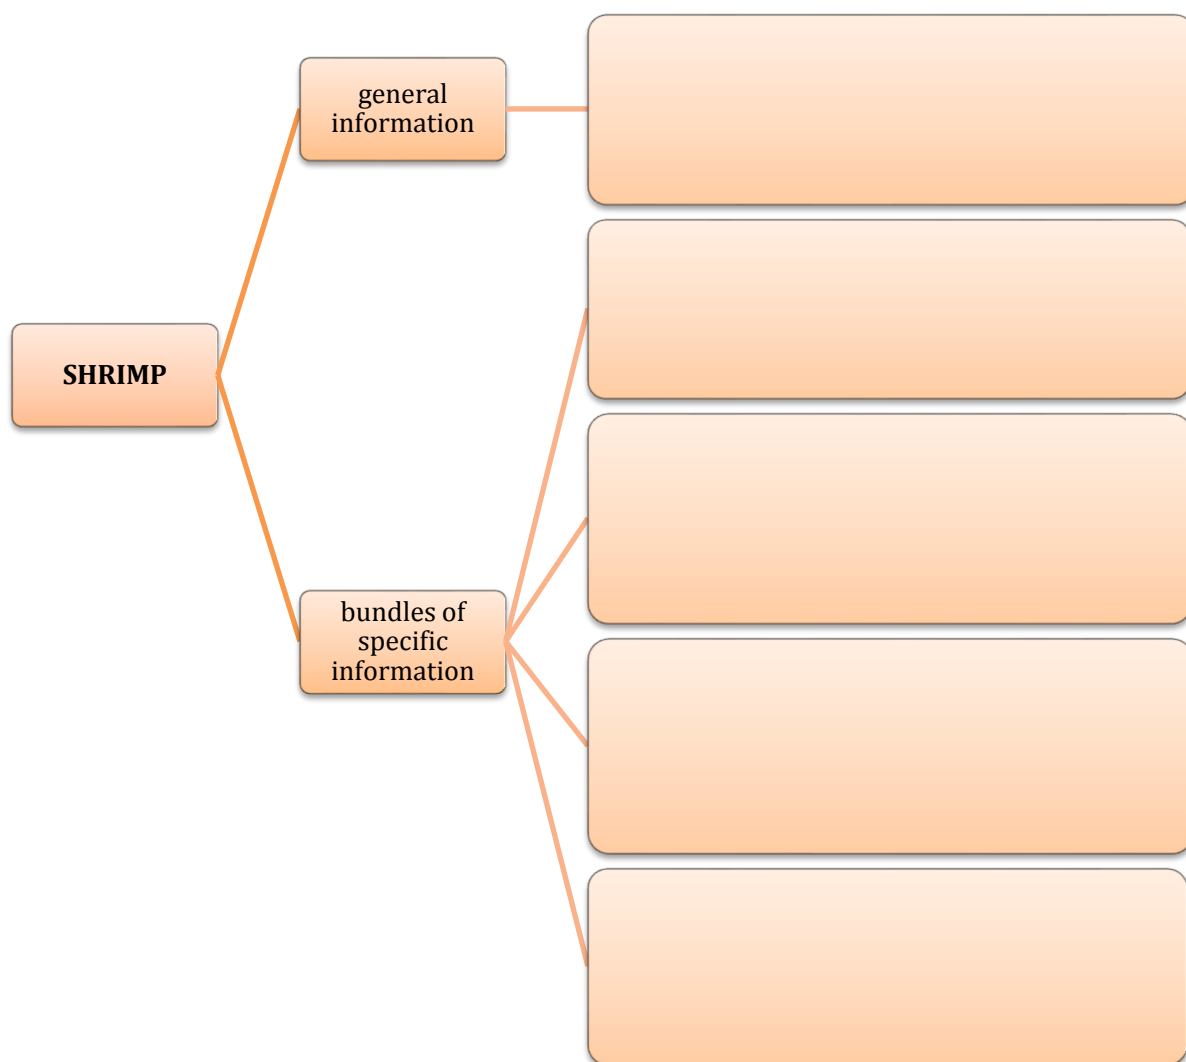 general
information
SHRIMP
bundles of
specific
information